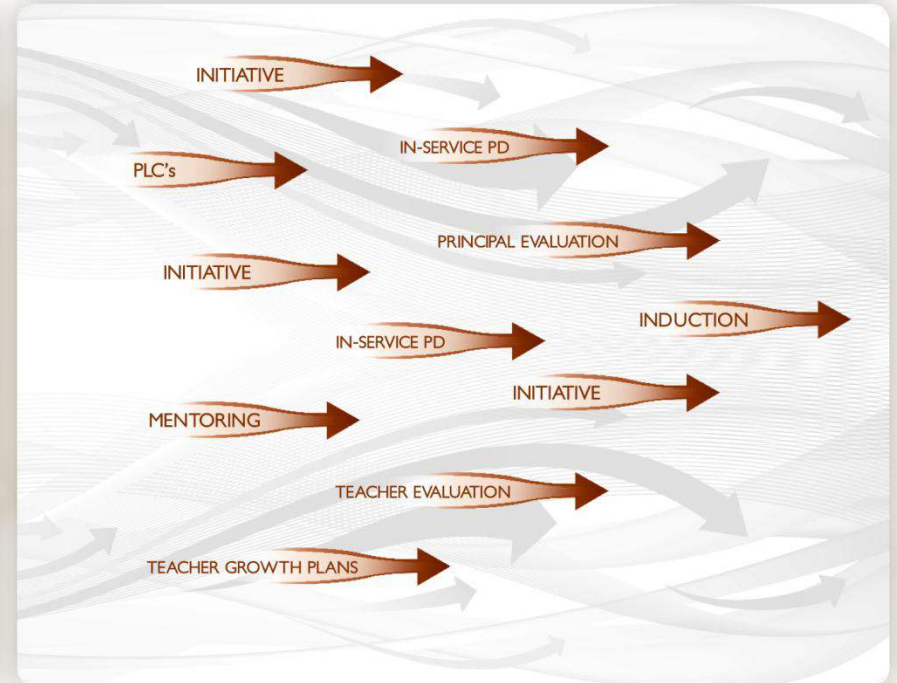 INITIATIVE
IN-SERVICE PD
PLC's
PRINCIPAL EVALUATION
INITIATIVE
INDUCTION
IN-SERVICE PD
INITIATIVE
MENTORING
TEACHER EVALUATION
TEACHER GROWTH PLANS